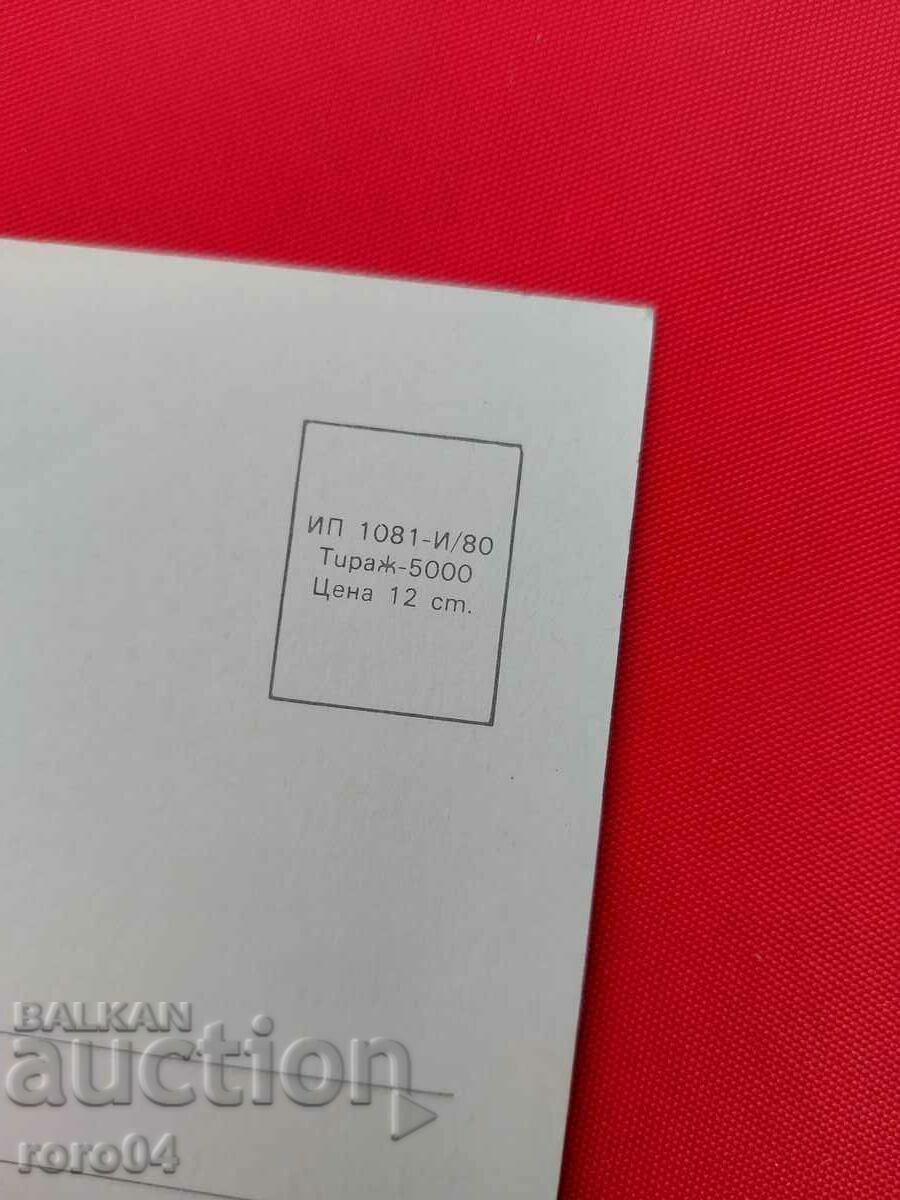 ИП 1081-И/80
Тираж-5000
Цена 12 ст.
BALKAN
auction
roro04